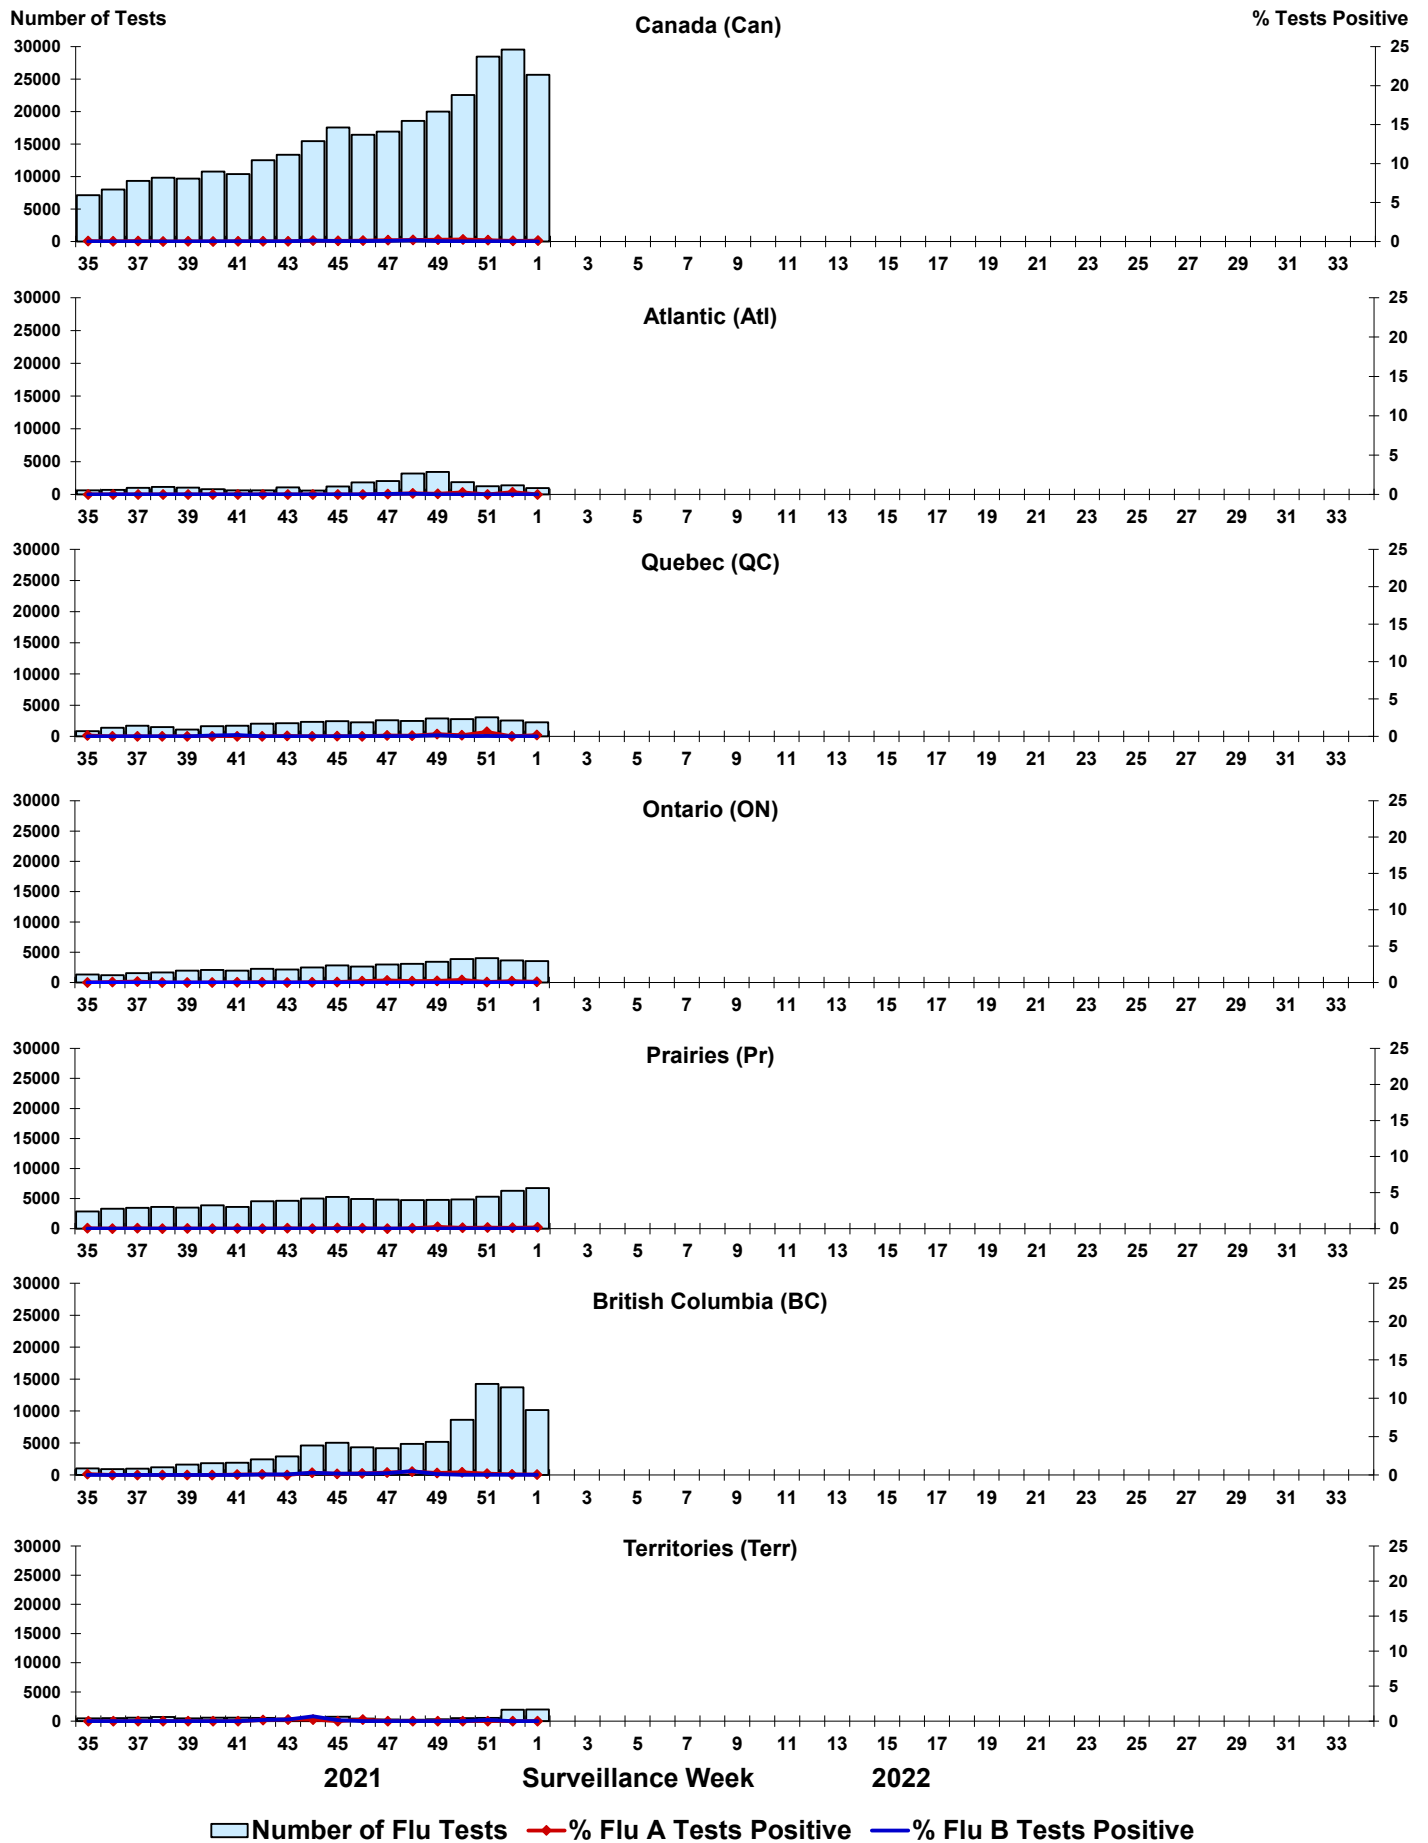 Number of Tests
Canada (Can)
% Tests Positive
30000 25000 20000 15000 10000 5000 0
25 20 15 10 5 0
35 37 39 41 43 45 47 49 51 1 3 5 7 9 11 13 15 17 19 21 23 25 27 29 31 33
Atlantic (Atl)
30000 25000 20000 15000 10000 5000 0
25 20 15 10 5 0
35 37 39 41 43 45 47 49 51 1 3 5 7 9 11 13 15 17 19 21 23 25 27 29 31 33
Quebec (QC)
30000 25000 20000 15000 10000 5000 0
25 20 15 10 5 0
35 37 39 41 43 45 47 49 51 1 3 5 7 9 11 13 15 17 19 21 23 25 27 29 31 33
Ontario (ON)
30000 25000 20000 15000 10000 5000 0
25 20 15 10 5 0
35 37 39 41 43 45 47 49 51 1 3 5 7 9 11 13 15 17 19 21 23 25 27 29 31 33
Prairies (Pr)
30000 25000 20000 15000 10000 5000 0
25 20 15 10 5 0
35 37 39 41 43 45 47 49 51 1 3 5 7 9 11 13 15 17 19 21 23 25 27 29 31 33
British Columbia (BC)
30000 25000 20000 15000 10000 5000 0
25 20 15 10 5 0
35 37 39 41 43 45 47 49 51 1 3 5 7 9 11 13 15 17 19 21 23 25 27 29 31 33
Territories (Terr)
30000 25000 20000 15000 10000 5000 0
25 20 15 10 5 0
35 37 39 41 43 45 47 49 51 1 3 5 7 9 11 13 15 17 19 21 23 25 27 29 31 33
2021 Surveillance Week 2022
Number of Flu Tests % Flu A Tests Positive % Flu B Tests Positive